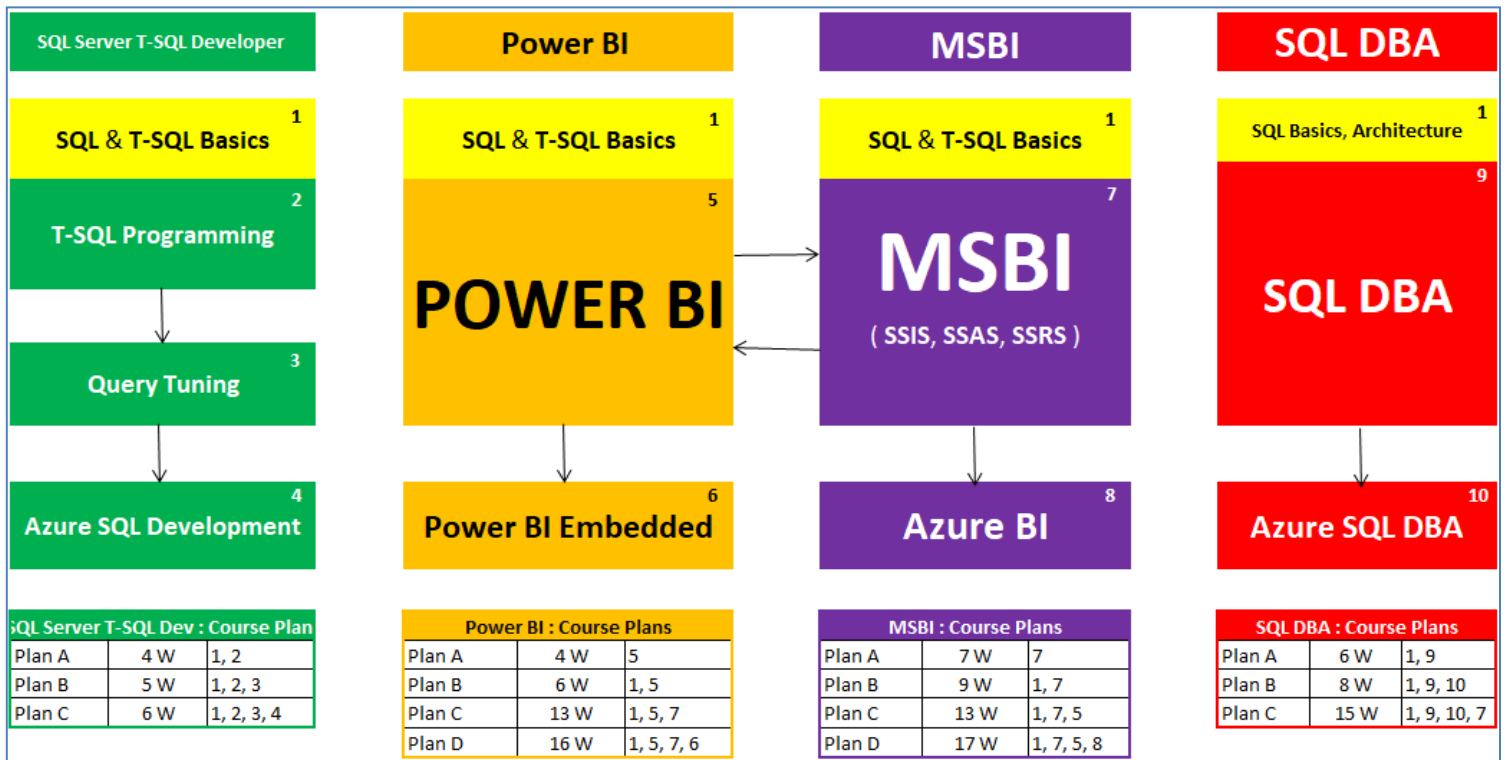 SQL Server T-SQL Developer
1
SQL & T-SQL Basics
2
T-SQL Programming
3
Query Tuning
4
Azure SQL Development
SQL Server T-SQL Dev : Course Plan
Plan A 4 W 1, 2
Plan B 5 W 1, 2, 3
Plan C 6 W 1, 2, 3, 4
Power BI
1
SQL & T-SQL Basics
5
POWER BI
6
Power BI Embedded
Power BI : Course Plans
Plan A 4 W 5
Plan B 6 W 1, 5
Plan C 13 W 1, 5, 7
Plan D 16 W 1, 5, 7, 6
MSBI
1
SQL & T-SQL Basics
7
MSBI
( SSIS, SSAS, SSRS )
8
Azure BI
MSBI : Course Plans
Plan A 7 W 7
Plan B 9 W 1, 7
Plan C 13 W 1, 7, 5
Plan D 17 W 1, 7, 5, 8
SQL DBA
1
SQL Basics, Architecture
9
SQL DBA
10
Azure SQL DBA
SQL DBA : Course Plans
Plan A 6 W 1, 9
Plan B 8 W 1, 9, 10
Plan C 15 W 1, 9, 10, 7